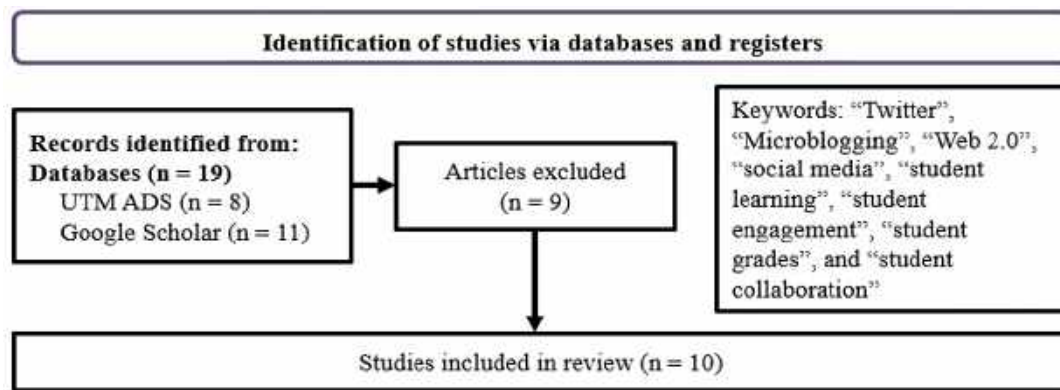 Identification of studies via databases and registers
Records identified from:
Databases (n = 19)
UTM ADS (n = 8)
Google Scholar (n = 11)
Articles excluded
(n = 9)
Keywords: “Twitter”,
“Microblogging”, “Web 2.0”,
“social media”, “student
learning”, “student
engagement”, “student
grades”, and “student
collaboration”
Studies included in review (n = 10)